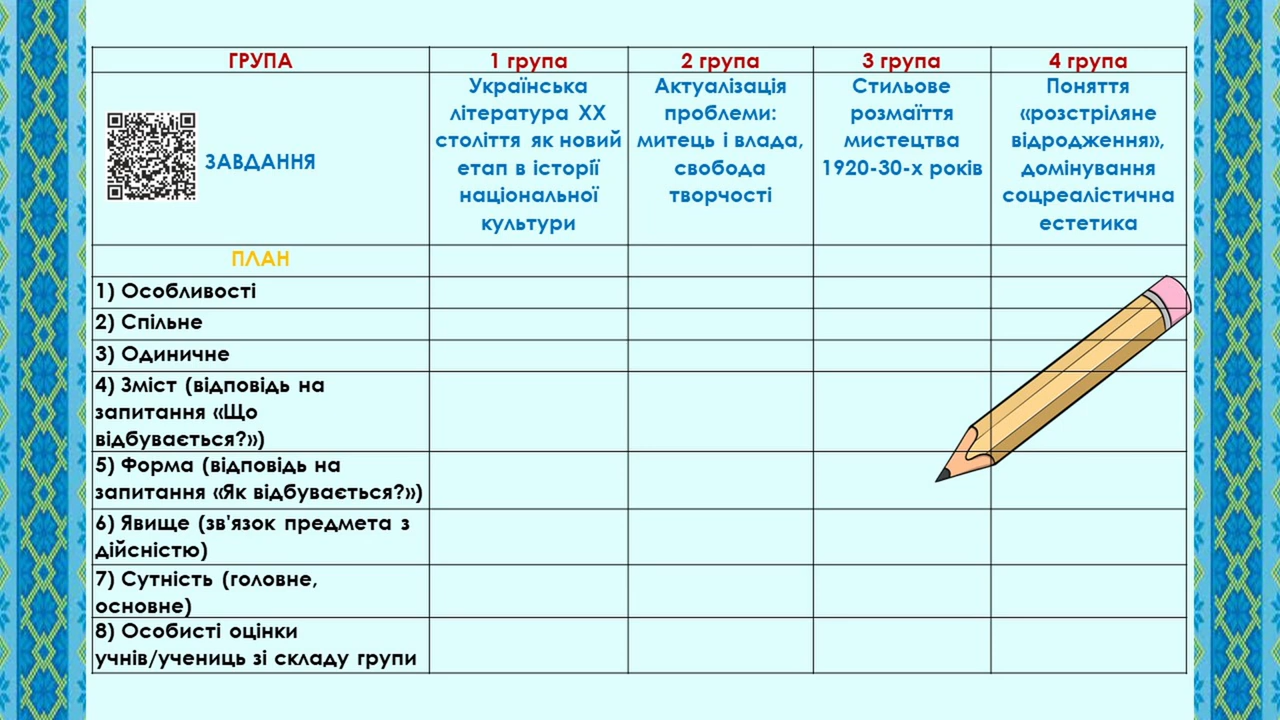 ГРУПА
1 група
2 група
3 група
4 група
ЗАВДАННЯ
Українська
література ХХ
століття як новий
етап в історії
національної
культури
Актуалізація
проблеми:
митець і влада,
свобода
творчості
Стильове
розмаїття
мистецтва
1920-30-х років
Поняття
«розстріляне
відродження»,
домінування
соцреалістична
естетика
ПЛАН
1) Особливості
2) Спільне
3) Одиничне
4) Зміст (відповідь на
запитання «Що
відбувається?»)
5) Форма (відповідь на
запитання «Як відбувається?»)
6) Явище (зв'язок предмета з
дійсністю)
7) Сутність (головне,
основне)
8) Особисті оцінки
учнів/учениць зі складу групи